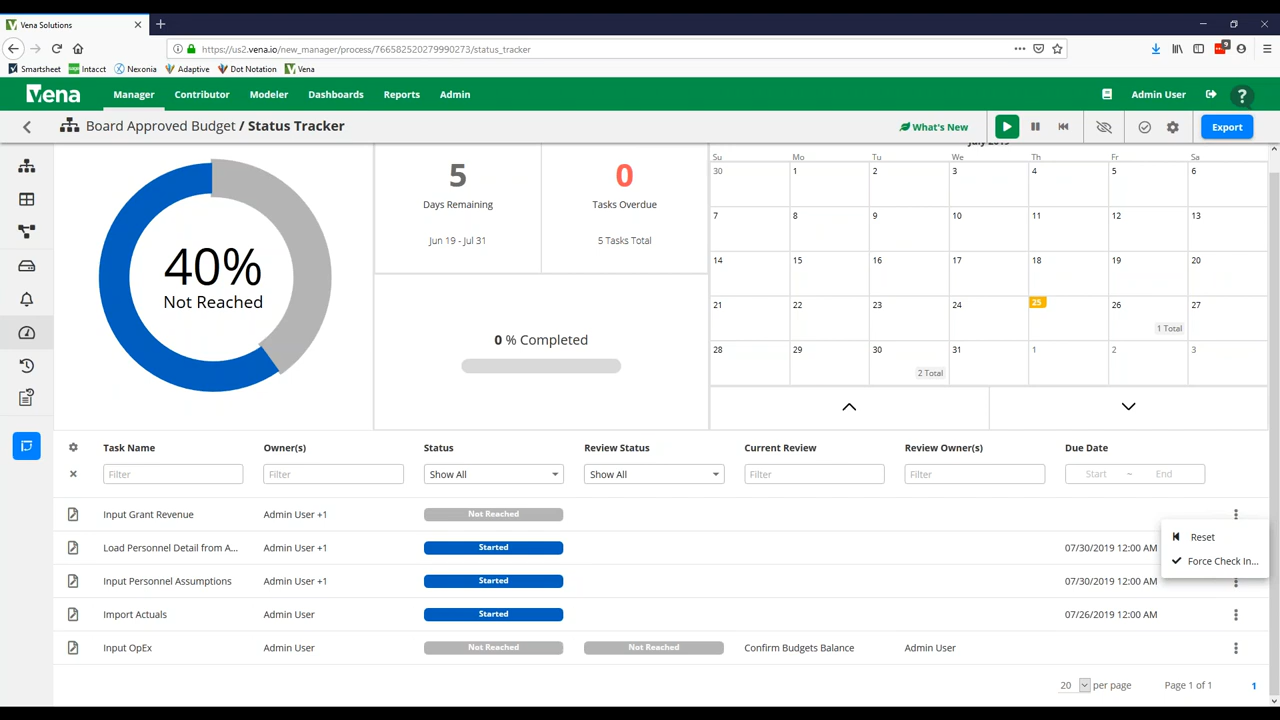 Vena Solutions
https://us2.vena.io/new_manager/process/766582520279990273/status_tracker
9
Smartsheet Intacct Nexonia Adaptive Dot Notation Vena
vena Manager Contributor Modeler Dashboards Reports Admin Admin User ?
Board Approved Budget / Status Tracker What's New Export
40%
Not Reached
5
Days Remaining
Jun 19 - Jul 31
0
Tasks Overdue
5 Tasks Total
0 % Completed
July 2019
Su Mo Tu We Th Fr Sa
30 1 2 3 4 5 6
7 8 9 10 11 12 13
14 15 16 17 18 19 20
21 22 23 24 25 26 27
1 Total
28 29 30 31 1 2 3
2 Total
Task Name Owner(s) Status Review Status Current Review Review Owner(s) Due Date
Filter Filter Show All Show All Filter Filter Start ~ End
Input Grant Revenue Admin User +1 Not Reached
Reset
Load Personnel Detail from A... Admin User +1 Started 07/30/2019 12:00 AM
Force Check In...
Input Personnel Assumptions Admin User +1 Started 07/30/2019 12:00 AM
Import Actuals Admin User Started 07/26/2019 12:00 AM
Input OpEx Admin User Not Reached Not Reached Confirm Budgets Balance Admin User
20 per page Page 1 of 1 1